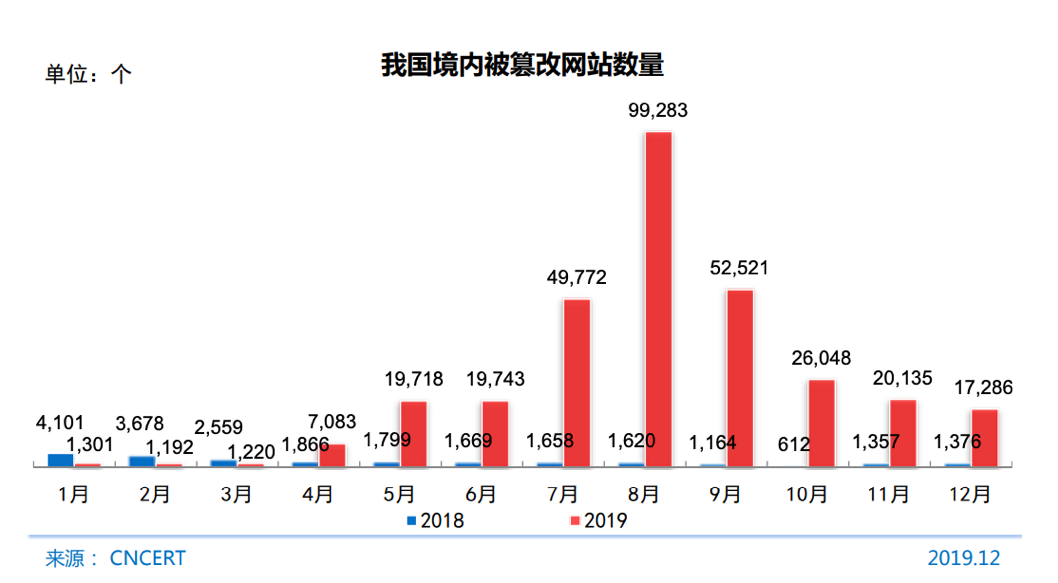 我国境内被篡改网站数量
单位：个
99,283
52,521
49,772
26,048
19,718 19,743 20,135 17,286
4,101 3,678 2,559 7,083
1,301 1,192 1,220 1,866 1,799 1,669 1,658 1,620 1,164 612 1,357 1,376
1月 2月 3月 4月 5月 6月 7月 8月 9月 10月 11月 12月
2018 2019
来源： CNCERT 2019.12